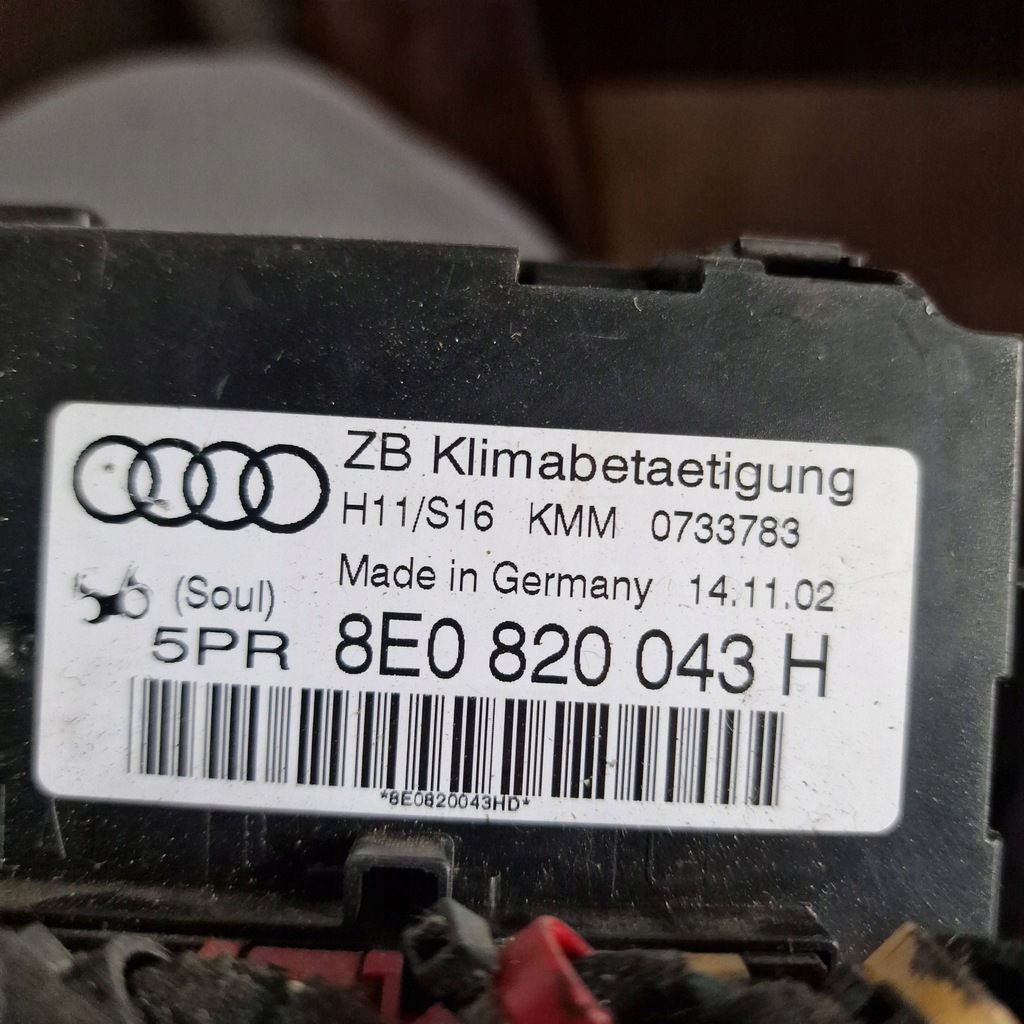 ZB Klimabetaetigung
H11/S16 KMM 0733783
Made in Germany 14.11.02
(Soul)
5PR 8E0 820 043 H
*8E0820043HD*